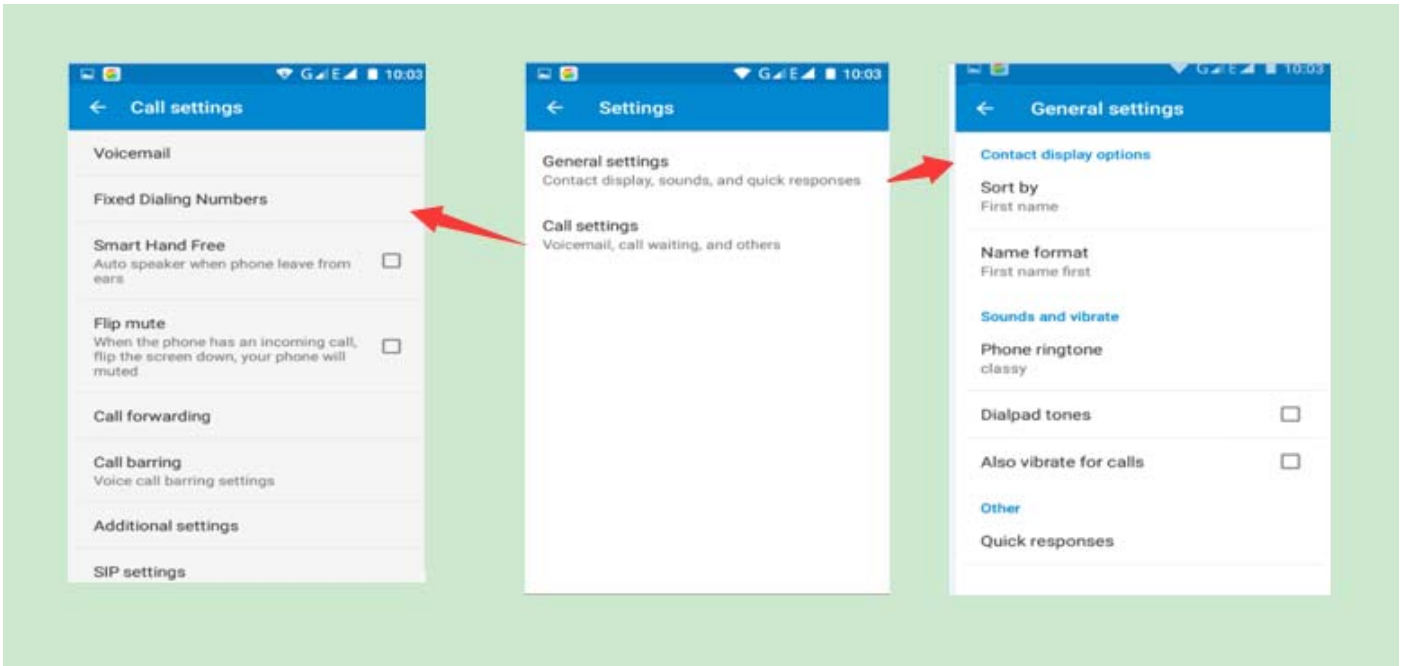 G E 10:03
Call settings
Voicemail
Fixed Dialing Numbers
Smart Hand Free
Auto speaker when phone leave from
ears
Flip mute
When the phone has an incoming call,
flip the screen down, your phone will
muted
Call forwarding
Call barring
Voice call barring settings
Additional settings
SIP settings
G E 10:03
Settings
General settings
Contact display, sounds, and quick responses
Call settings
Voicemail, call waiting, and others
G E 10:03
General settings
Contact display options
Sort by
First name
Name format
First name first
Sounds and vibrate
Phone ringtone
classy
Dialpad tones
Also vibrate for calls
Other
Quick responses